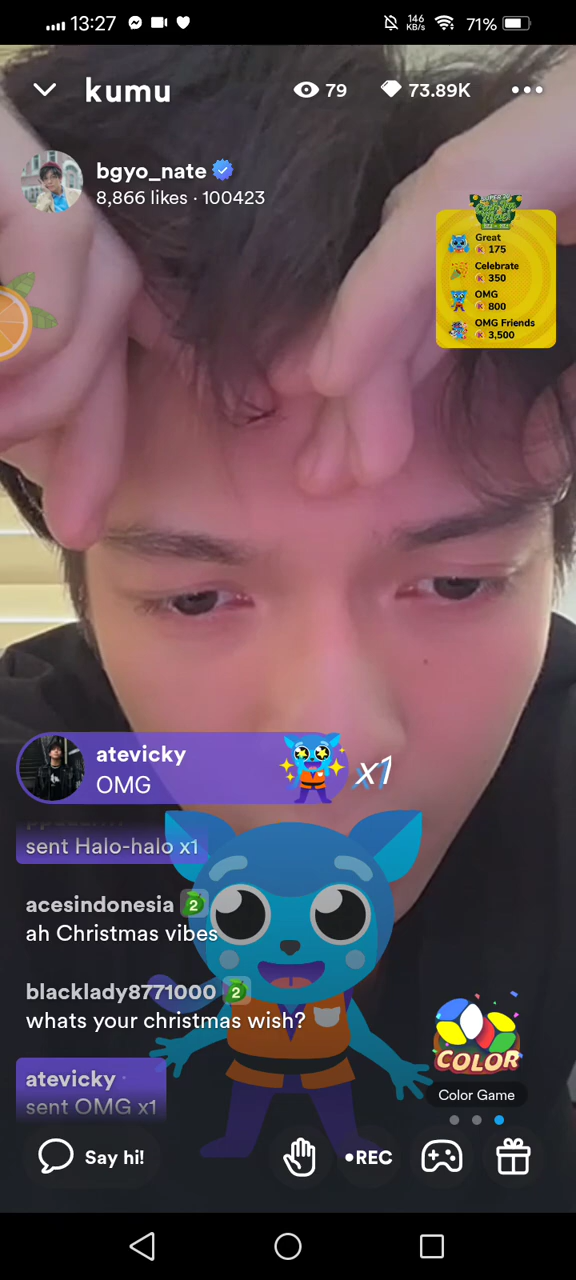 13:27
146
KB/s
71%
kumu
79
73.89K
bgyo_nate
8,866 likes · 100423
Great
K 175
Celebrate
K 350
OMG
K 800
OMG Friends
K 3,500
atevicky
OMG
x1
sent Halo-halo x1
acesindonesia 2
ah Christmas vibes
blacklady8771000 2
whats your christmas wish?
atevicky
sent OMG x1
COLOR
Color Game
Say hi!
REC